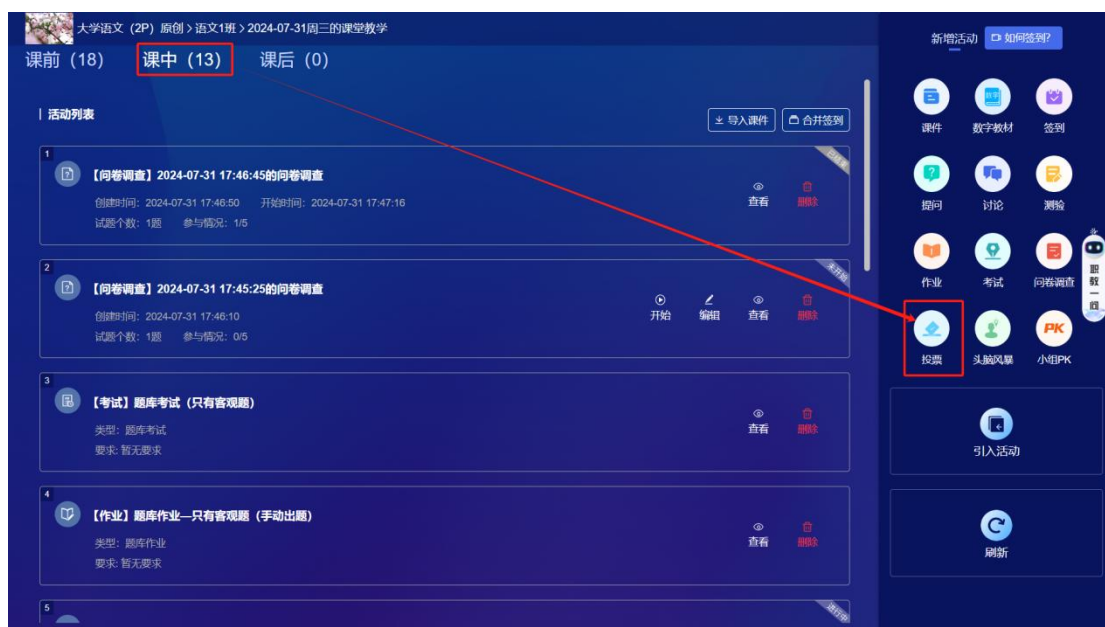 大学语文（2P）原创 > 语文1班 > 2024-07-31周三的课堂教学
课前（18） 课中（13） 课后（0）
活动列表
导入课件 合并签到
1
已结束
【问卷调查】2024-07-31 17:46:45的问卷调查
创建时间：2024-07-31 17:46:50 开始时间：2024-07-31 17:47:16
试题个数：1题 参与情况：1/5
查看 删除
2
未开始
【问卷调查】2024-07-31 17:45:25的问卷调查
创建时间：2024-07-31 17:46:10
试题个数：1题 参与情况：0/5
开始 编辑 查看 删除
3
【考试】题库考试（只有客观题）
类型：题库考试
要求: 暂无要求
查看 删除
4
【作业】题库作业—只有客观题（手动出题）
类型：题库作业
要求: 暂无要求
查看 删除
5
进行中
新增活动 如何签到?
课件 数字教材 签到
提问 讨论 测验
作业 考试 问卷调查
投票 头脑风暴 小组PK
数字
PK
引入活动
刷新
职教一问